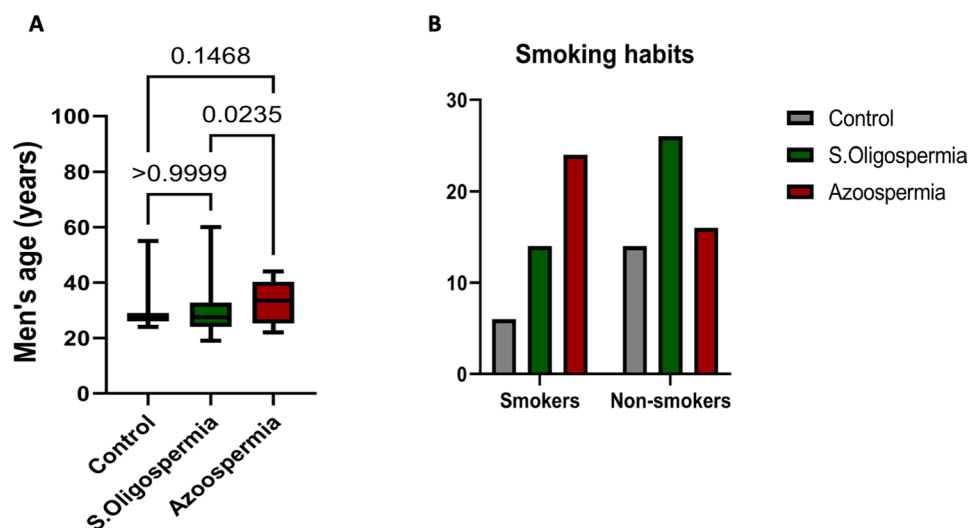 A
0.1468
0.0235
>0.9999
Men's age (years)
100
80
60
40
20
0
Control
S.Oligospermia
Azoospermia
B
Smoking habits
30
20
10
0
Smokers
Non-smokers
Control
S.Oligospermia
Azoospermia